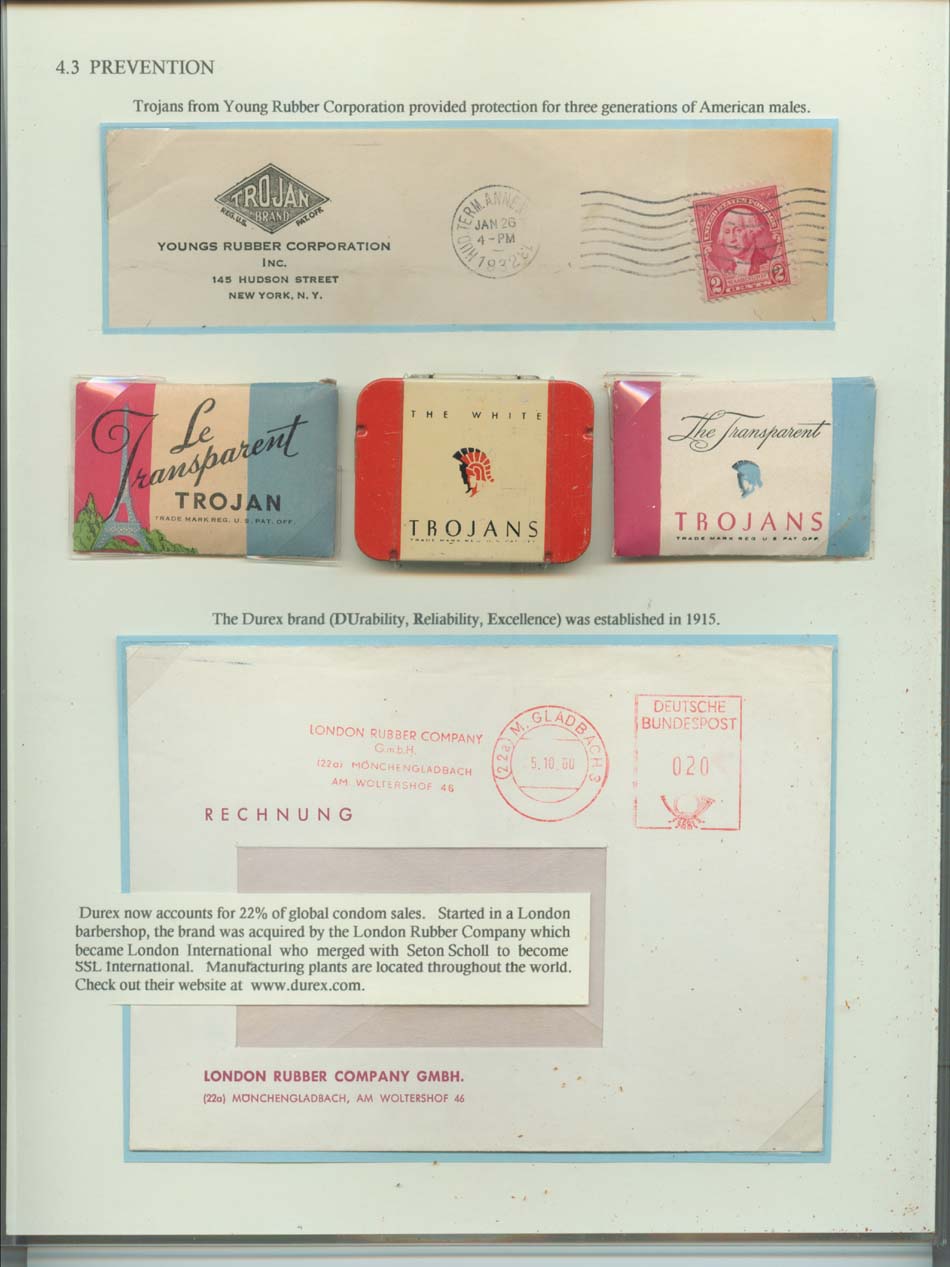 4.3 PREVENTION
Trojans from Young Rubber Corporation provided protection for three generations of American males.
TROJAN
BRAND
REG. U.S. PAT. OFF.
YOUNGS RUBBER CORPORATION
INC.
145 HUDSON STREET
NEW YORK, N. Y.
HUD TERM. ANNEX
JAN 26
4-PM
1932
UNITED STATES POSTAGE
WASHINGTON
2 CENTS 2
Le
Transparent
TROJAN
TRADE MARK REG. U. S. PAT. OFF.
THE WHITE
TROJANS
TRADE MARK REG U S PAT OFF
The Transparent
TROJANS
TRADE MARK REG U S PAT OFF.
The Durex brand (DUrability, Reliability, Excellence) was established in 1915.
LONDON RUBBER COMPANY
G.m.b.H.
(22a) MÖNCHENGLADBACH
AM WOLTERSHOF 46
(22a) M. GLADBACH 3
5.10.60
DEUTSCHE
BUNDESPOST
020
RECHNUNG
Durex now accounts for 22% of global condom sales. Started in a London
barbershop, the brand was acquired by the London Rubber Company which
became London International who merged with Seton Scholl to become
SSL International. Manufacturing plants are located throughout the world.
Check out their website at www.durex.com.
LONDON RUBBER COMPANY GMBH.
(22a) MÖNCHENGLADBACH, AM WOLTERSHOF 46